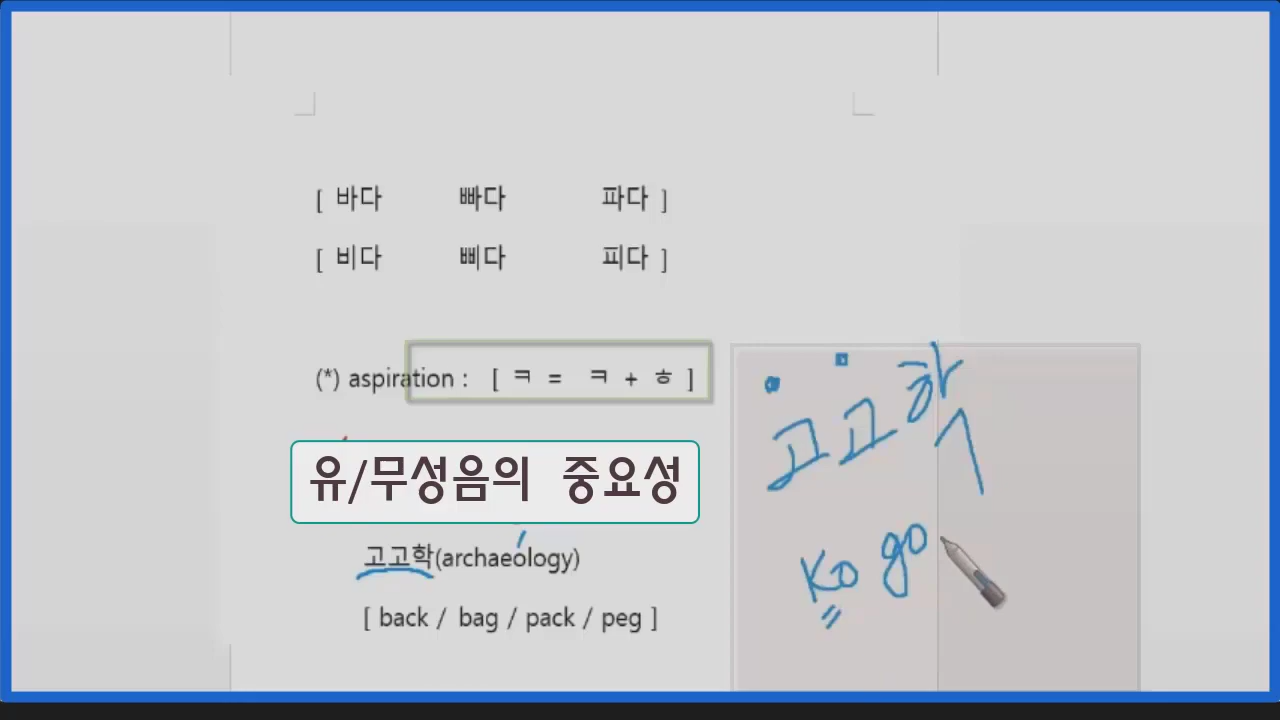 [ 바다 빠다 파다 ]
[ 비다 삐다 피다 ]
(*) aspiration : [ ㅋ = ㅋ + ㅎ ]
유/무성음의 중요성
고고학(archaeology)
[ back / bag / pack / peg ]
고고학
Ko go